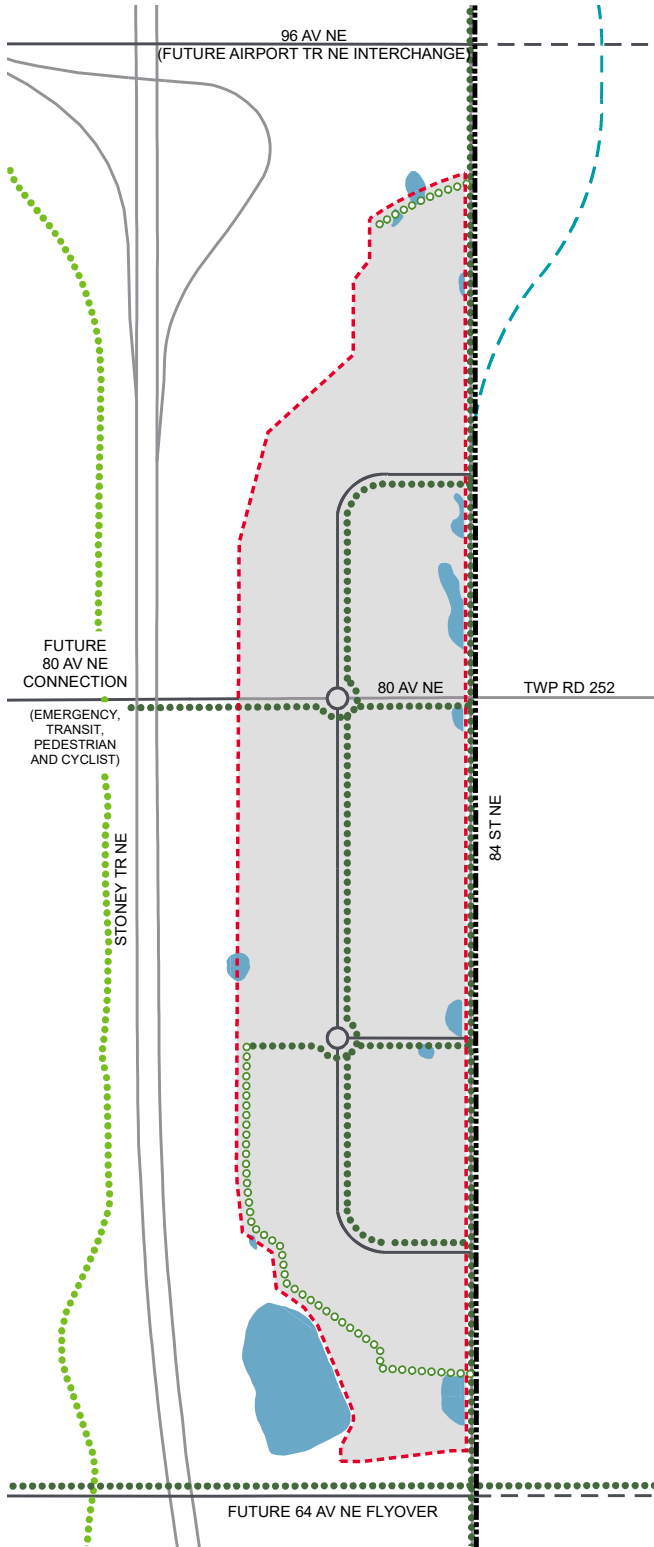 96 AV NE
(FUTURE AIRPORT TR NE INTERCHANGE)
FUTURE
80 AV NE
CONNECTION
(EMERGENCY,
TRANSIT,
PEDESTRIAN
AND CYCLIST)
80 AV NE
TWP RD 252
84 ST NE
STONEY TR NE
FUTURE 64 AV NE FLYOVER